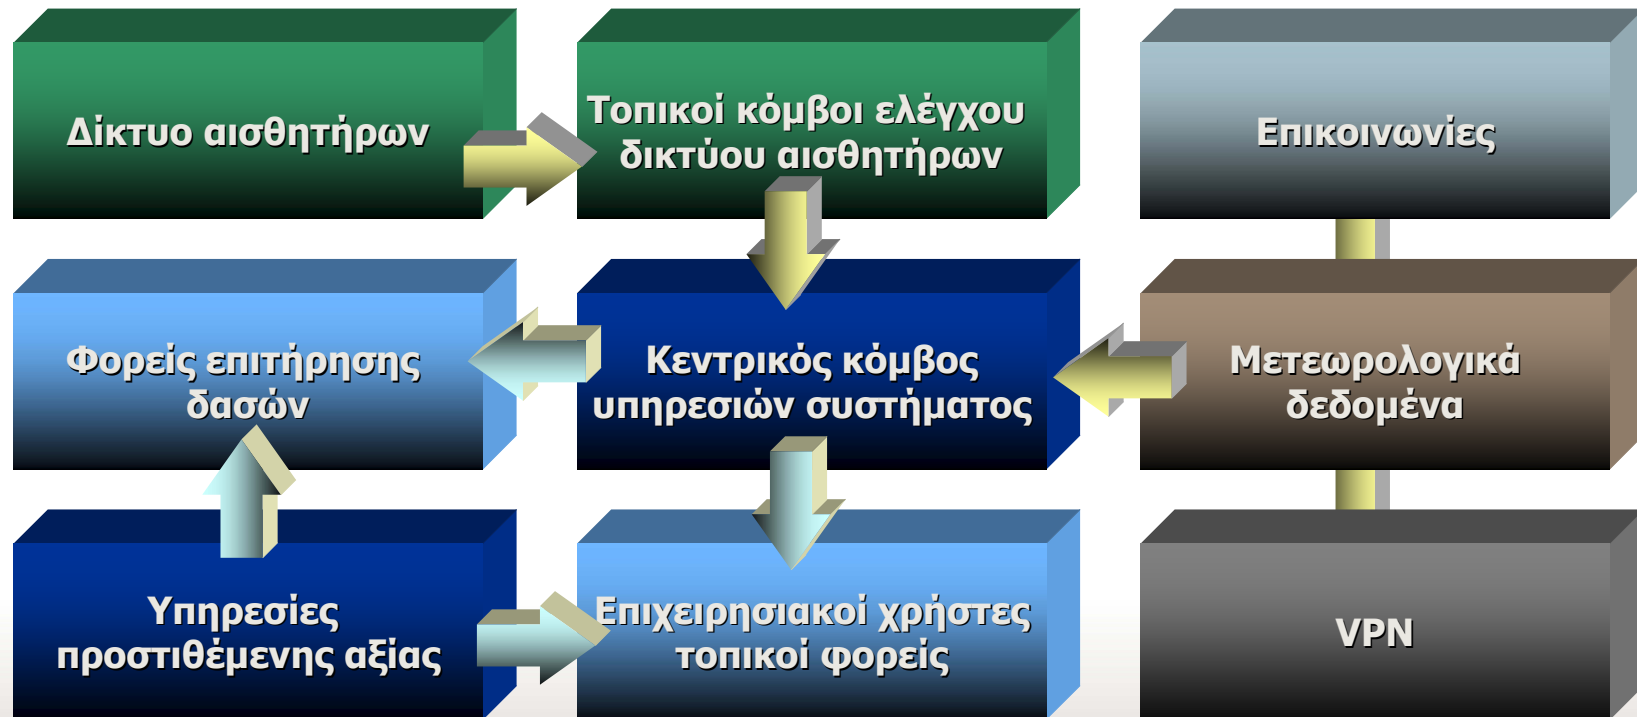 Δίκτυο αισθητήρων
Τοπικοί κόμβοι ελέγχου
δικτύου αισθητήρων
Επικοινωνίες
Φορείς επιτήρησης
δασών
Κεντρικός κόμβος
υπηρεσιών συστήματος
Μετεωρολογικά
δεδομένα
Υπηρεσίες
προστιθέμενης αξίας
Επιχειρησιακοί χρήστες
τοπικοί φορείς
VPN